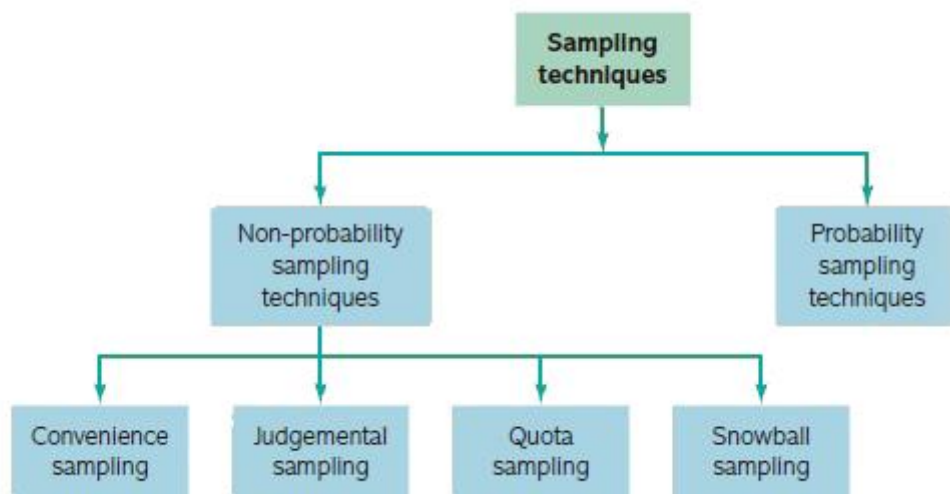 Sampling
techniques
Non-probability
sampling
techniques
Probability
sampling
techniques
Convenience
sampling
Judgemental
sampling
Quota
sampling
Snowball
sampling